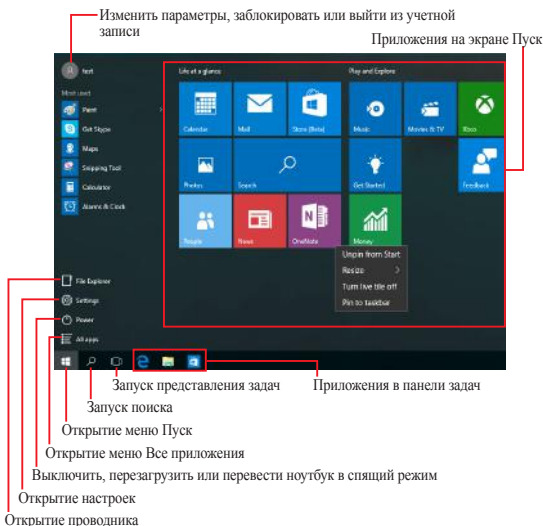 Изменить параметры, заблокировать или выйти из учетной
записи
Приложения на экране Пуск
test
Life at a glance
Play and Explore
Most used
Paint
Get Skype
Maps
Snipping Tool
Calculator
Alarms & Clock
Calendar
Mail
Store (Beta)
Music
Movies & TV
Xbox
Photos
Search
Get Started
Feedback
People
News
OneNote
Money
Unpin from Start
Resize
Turn live tile off
Pin to taskbar
File Explorer
Settings
Power
All apps
Запуск представления задач
Приложения в панели задач
Запуск поиска
Открытие меню Пуск
Открытие меню Все приложения
Выключить, перезагрузить или перевести ноутбук в спящий режим
Открытие настроек
Открытие проводника